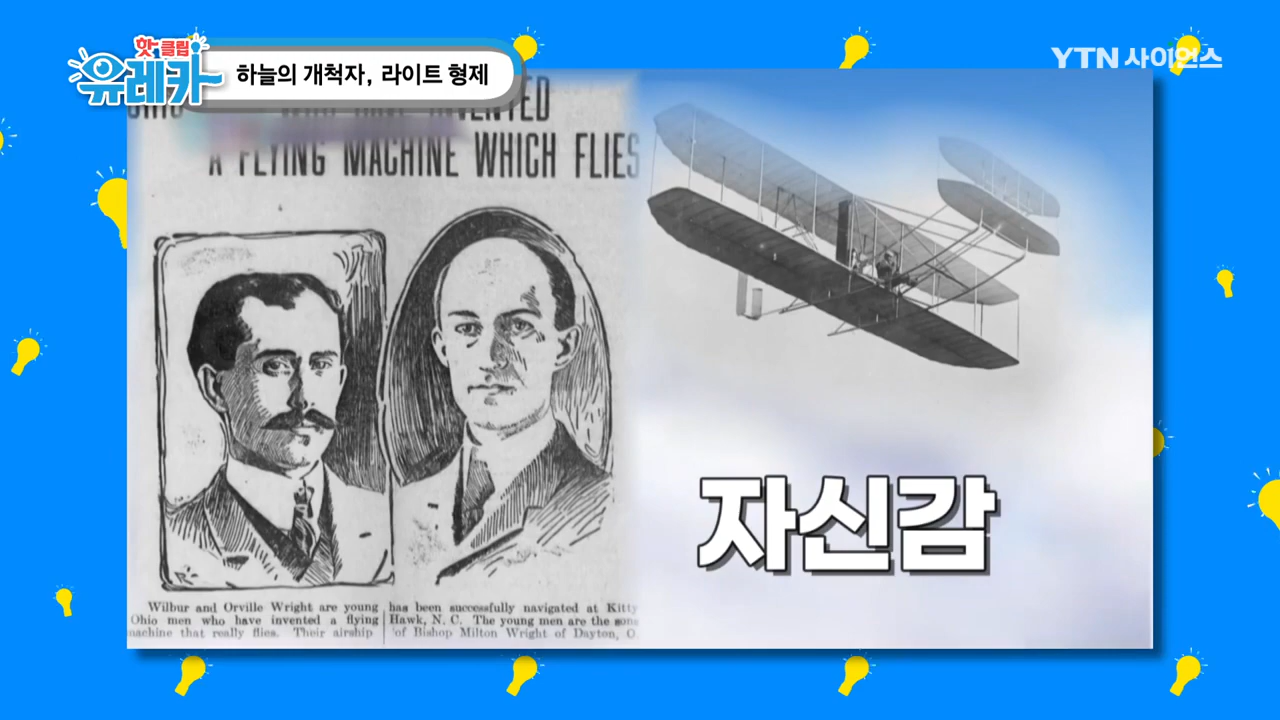 핫클립
유레카
하늘의 개척자, 라이트 형제
YTN 사이언스
INVENTED
A FLYING MACHINE WHICH FLIES
자신감
Wilbur and Orville Wright are young
Ohio men who have invented a flying
machine that really flies. Their airship
has been successfully navigated at Kitty
Hawk, N. C. The young men are the sons
of Bishop Milton Wright of Dayton, O.